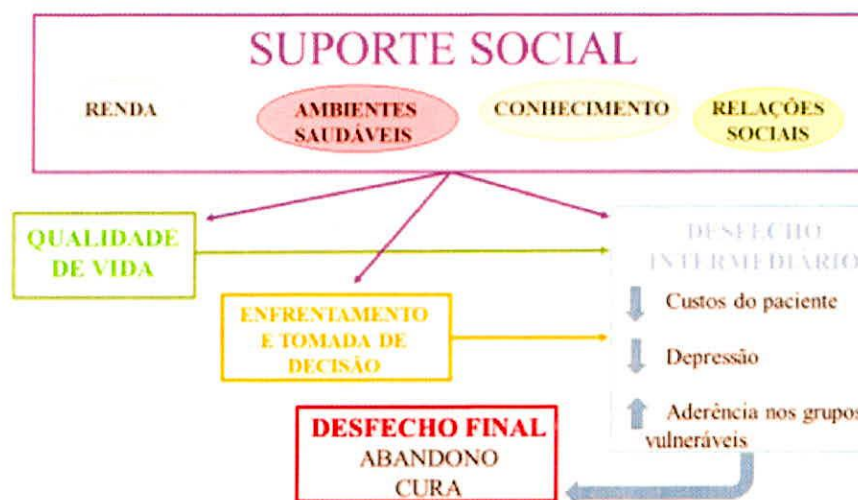 SUPORTE SOCIAL
RENDA
AMBIENTES
SAUDÁVEIS
CONHECIMENTO
RELAÇÕES
SOCIAIS
QUALIDADE
DE VIDA
ENFRENTAMENTO
E TOMADA DE
DECISÃO
DESFECHO
INTERMEDIÁRIO
Custos do paciente
Depressão
Aderência nos grupos
vulneráveis
DESFECHO FINAL
ABANDONO
CURA